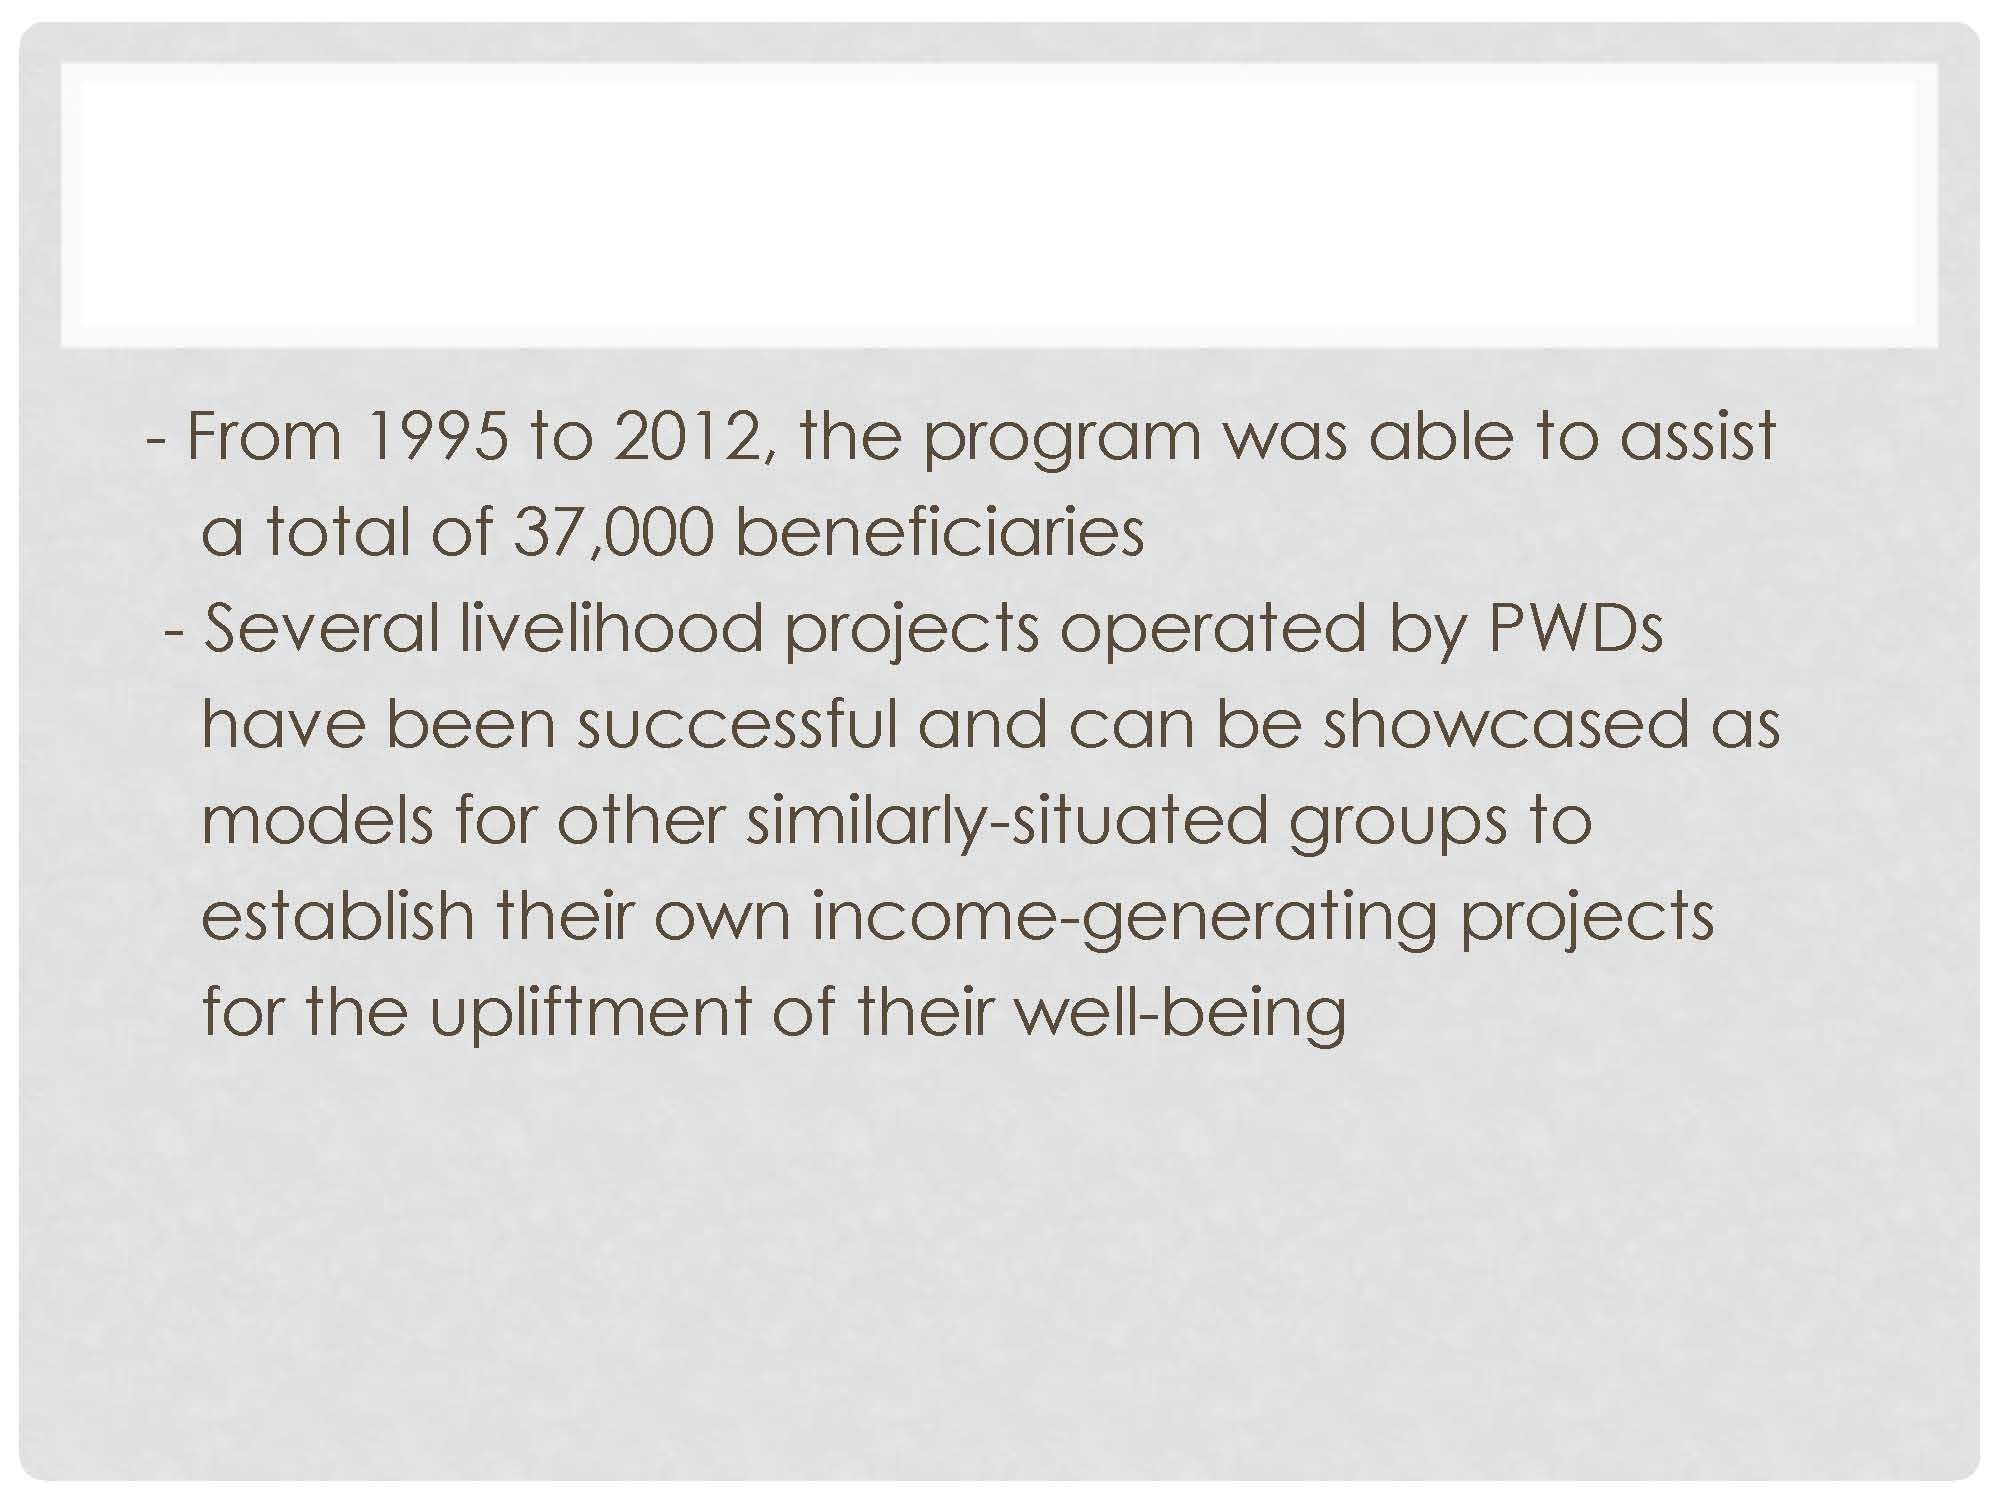 - From 1995 to 2012, the program was able to assist
a total of 37,000 beneficiaries
- Several livelihood projects operated by PWDs
have been successful and can be showcased as
models for other similarly-situated groups to
establish their own income-generating projects
for the upliftment of their well-being